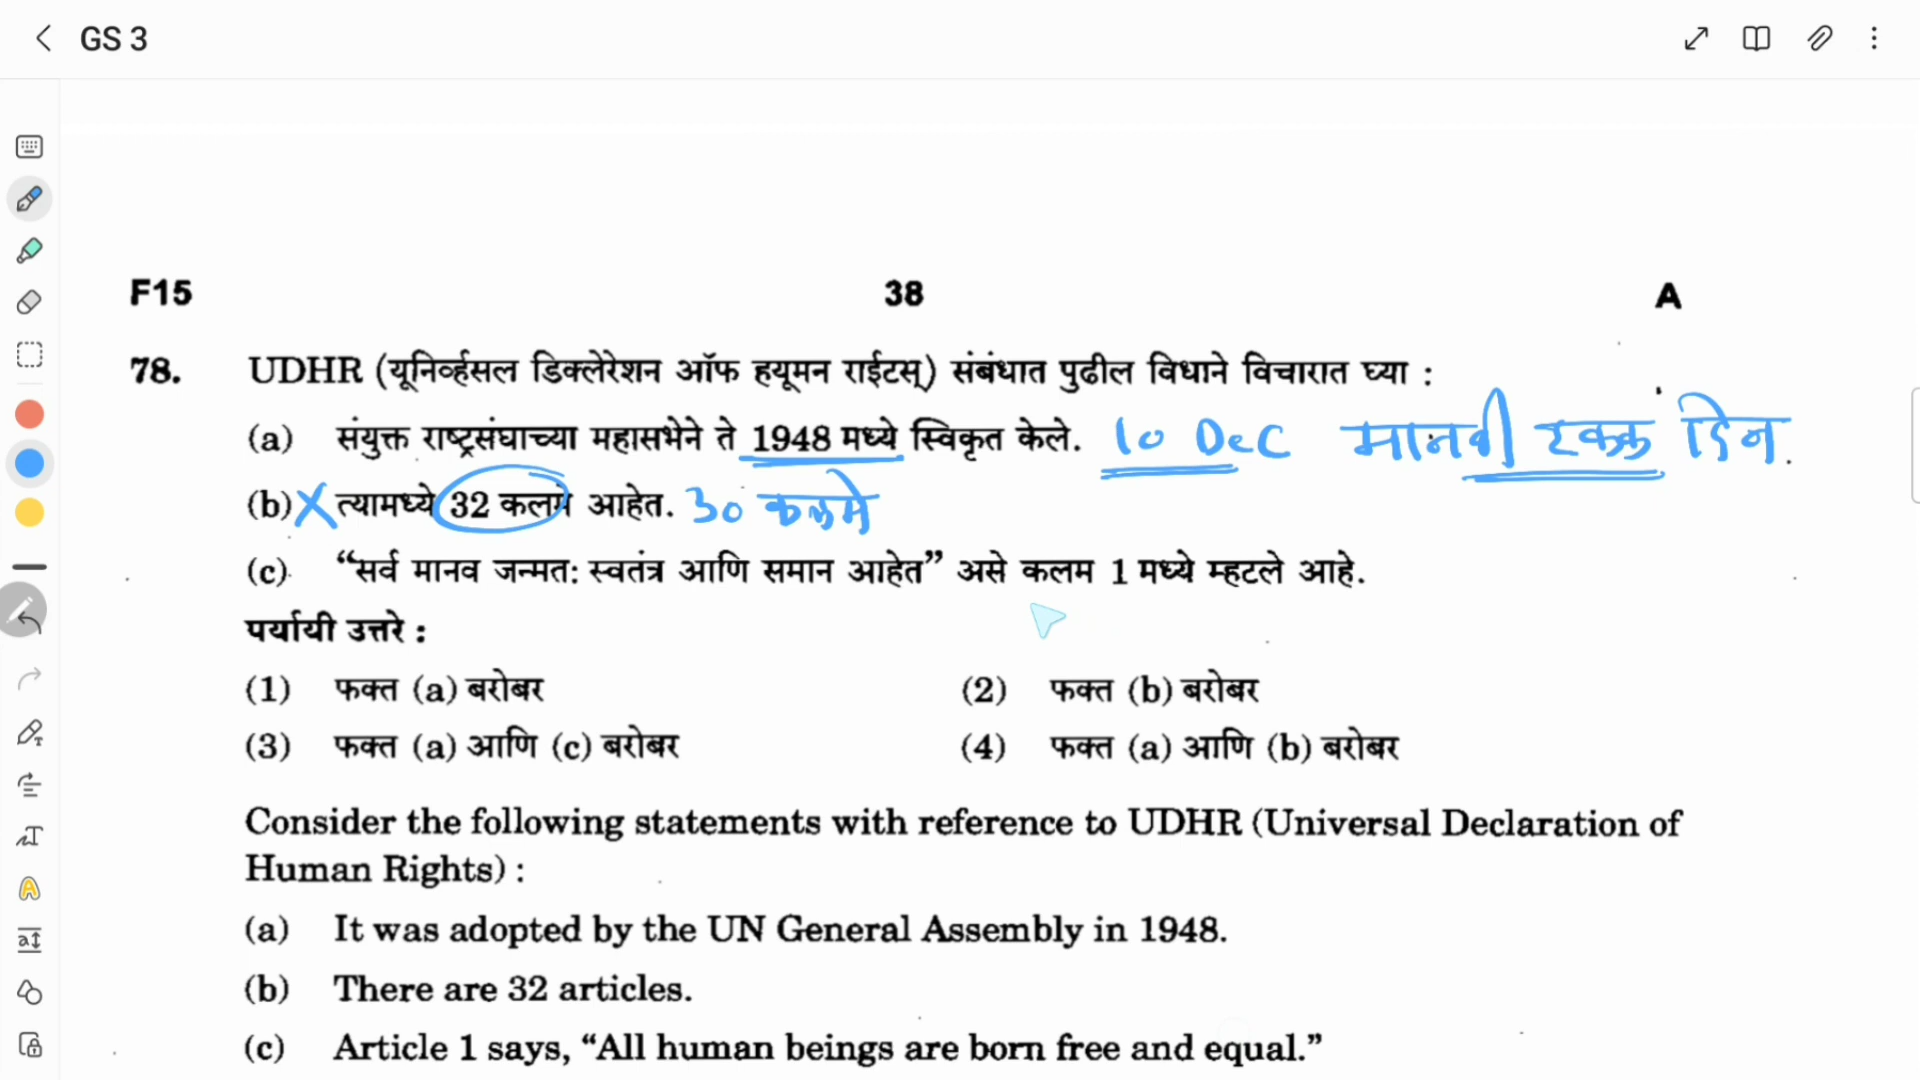 GS 3
F15 38 A
78. UDHR (यूनिर्व्हसल डिक्लेरेशन ऑफ हयूमन राईटस्) संबंधात पुढील विधाने विचारात घ्या :
(a) संयुक्त राष्ट्रसंघाच्या महासभेने ते 1948 मध्ये स्विकृत केले. 10 Dec मानवी हक्क दिन.
(b) X त्यामध्ये 32 कलमे आहेत. 30 कलमे
(c) “सर्व मानव जन्मतः स्वतंत्र आणि समान आहेत” असे कलम 1 मध्ये म्हटले आहे.
पर्यायी उत्तरे :
(1) फक्त (a) बरोबर (2) फक्त (b) बरोबर
(3) फक्त (a) आणि (c) बरोबर (4) फक्त (a) आणि (b) बरोबर
Consider the following statements with reference to UDHR (Universal Declaration of
Human Rights) :
(a) It was adopted by the UN General Assembly in 1948.
(b) There are 32 articles.
(c) Article 1 says, “All human beings are born free and equal.”